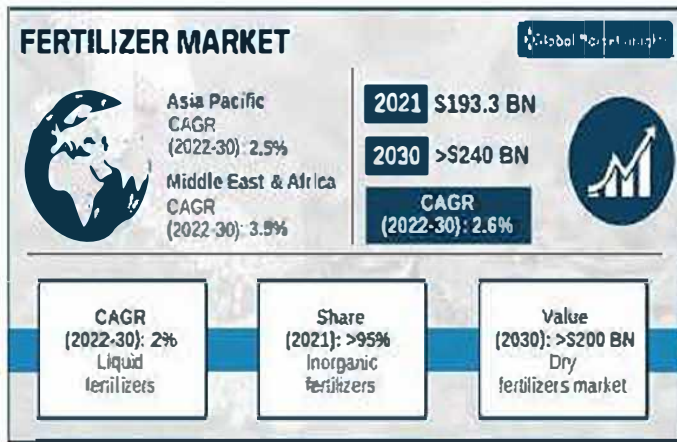 FERTILIZER MARKET
Asia Pacific
CAGR
(2022-30): 2.5%
Middle East & Africa
CAGR
(2022-30): 3.5%
2021 $193.3 BN
2030 >$240 BN
CAGR
(2022-30): 2.6%
CAGR
(2022-30): 2%
Liquid
fertilizers
Share
(2021): >95%
Inorganic
fertilizers
Value
(2030): >$200 BN
Dry
fertilizers market